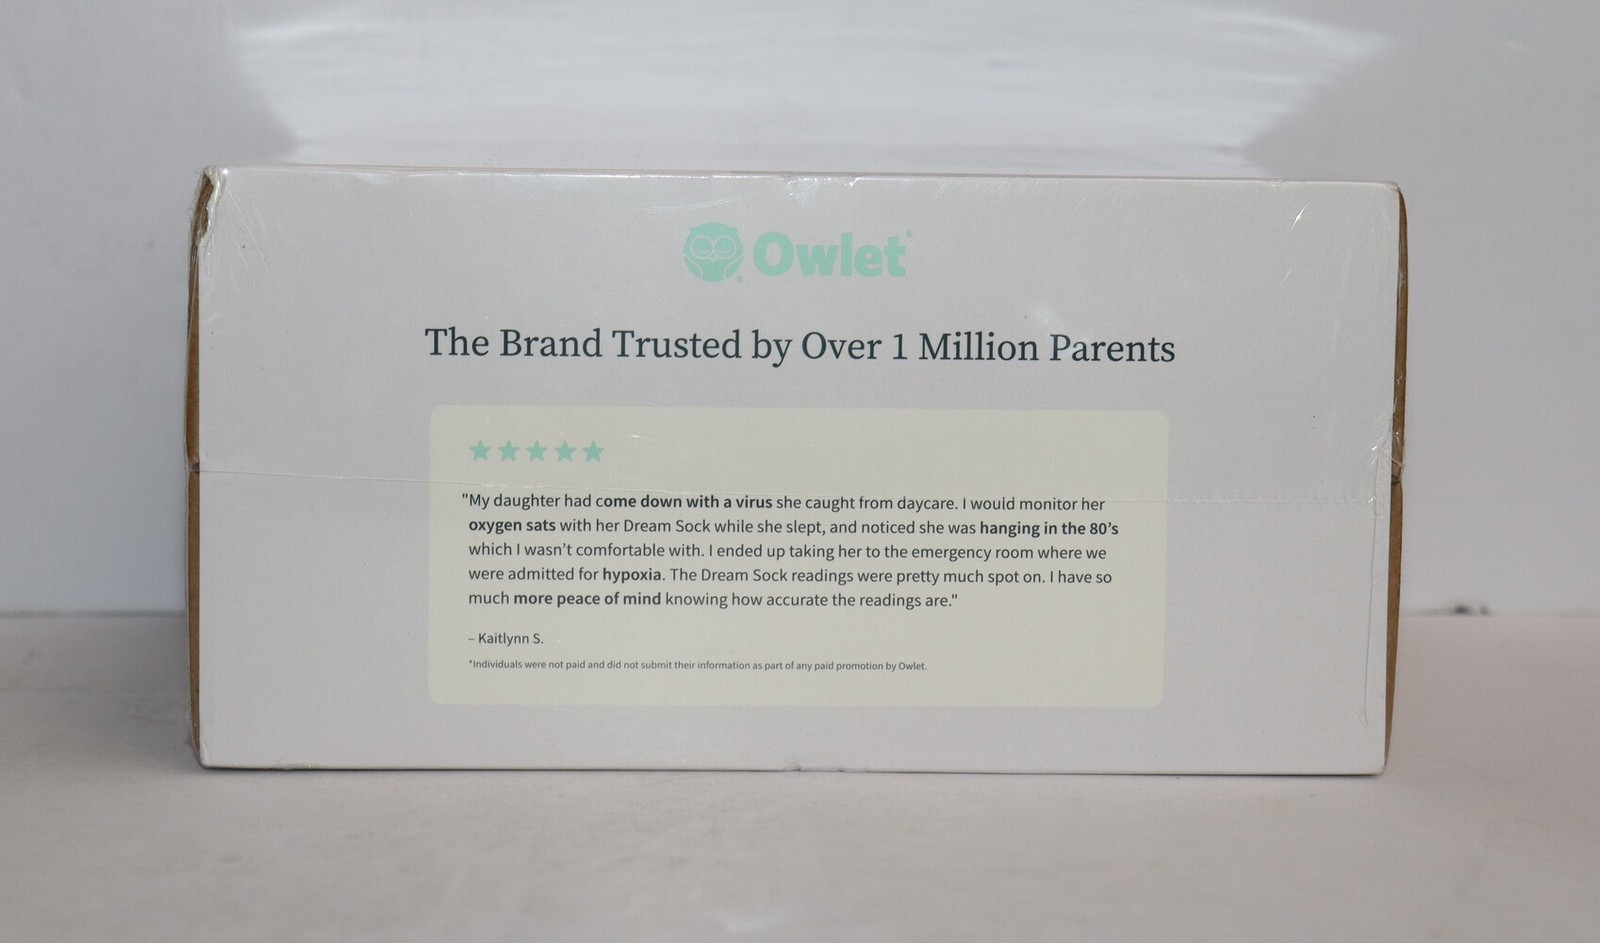 Owlet
The Brand Trusted by Over 1 Million Parents
"My daughter had come down with a virus she caught from daycare. I would monitor her
oxygen sats with her Dream Sock while she slept, and noticed she was hanging in the 80’s
which I wasn’t comfortable with. I ended up taking her to the emergency room where we
were admitted for hypoxia. The Dream Sock readings were pretty much spot on. I have so
much more peace of mind knowing how accurate the readings are."
– Kaitlynn S.
*Individuals were not paid and did not submit their information as part of any paid promotion by Owlet.